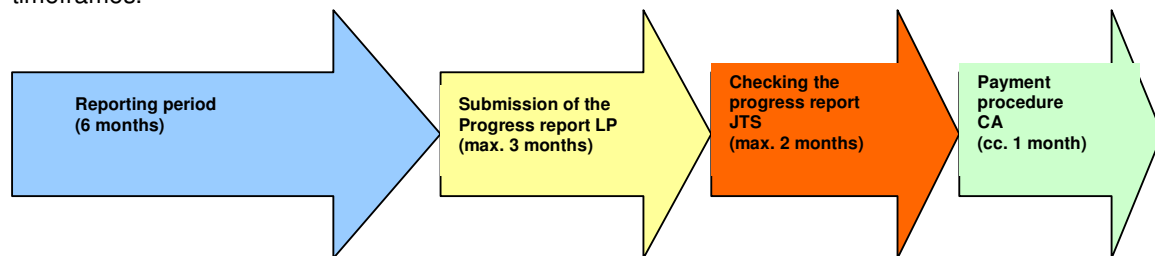 timeframes.
Reporting period
(6 months)
Submission of the
Progress report LP
(max. 3 months)
Checking the
progress report
JTS
(max. 2 months)
Payment
procedure
CA
(cc. 1 month)